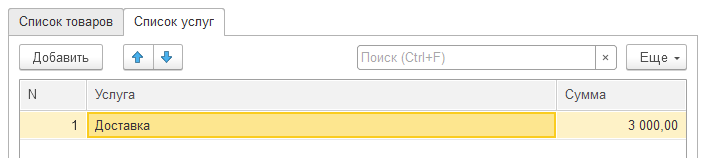 Список товаров Список услуг
Добавить Поиск (Ctrl+F) × Еще
N Услуга Сумма
1 Доставка 3 000,00